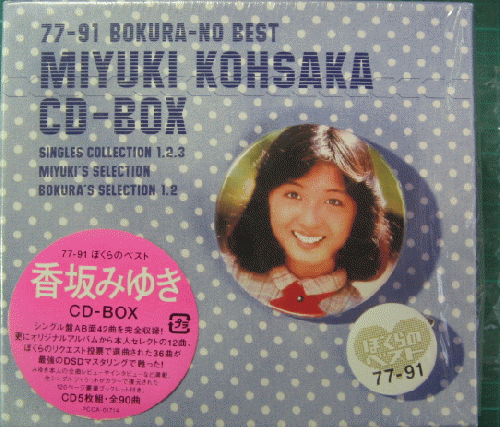 77-91 BOKURA-NO BEST
MIYUKI KOHSAKA
CD-BOX
SINGLES COLLECTION 1.2.3
MIYUKI'S SELECTION
BOKURA'S SELECTION 1.2
77-91 ぼくらのベスト
香坂みゆき
CD-BOX
シングル盤AB面42曲を完全収録!
更にオリジナルアルバムから本人セレクトの12曲、
ぼくらのリクエスト投票で選曲された36曲が
最強のDSDマスタリングで甦った!
CD5枚組・全90曲
PCCA-01714
プラ
ぼくらの
ベスト
77-91